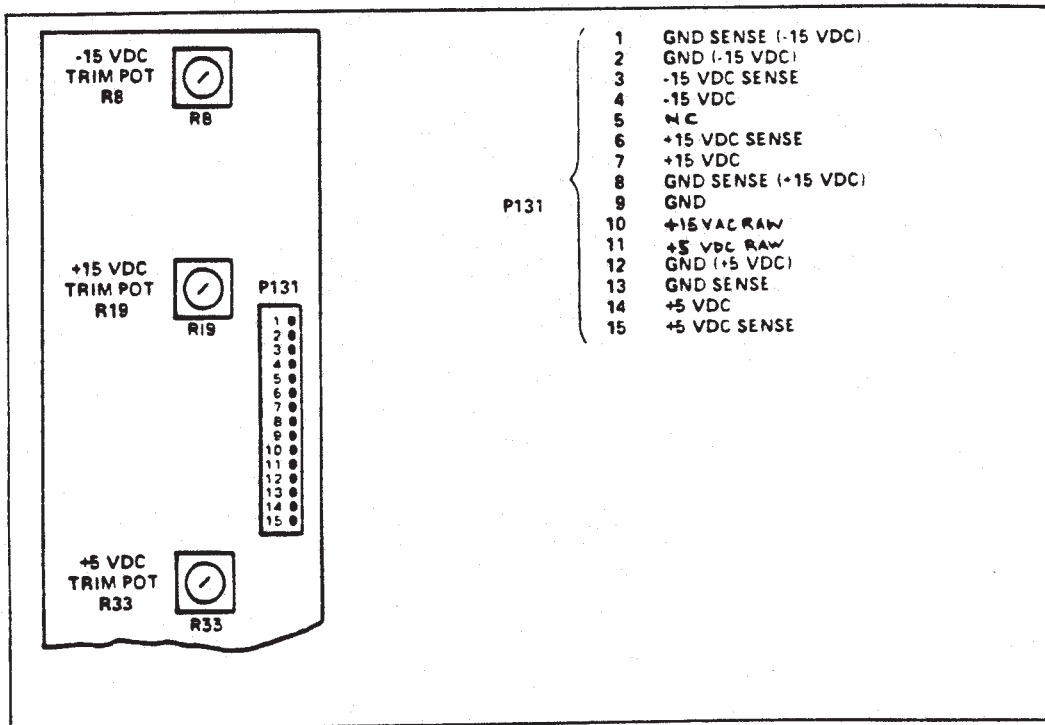 -15 VDC
TRIM POT
R8
R8
+15 VDC
TRIM POT
R19
R19
P131
1
2
3
4
5
6
7
8
9
10
11
12
13
14
15
+5 VDC
TRIM POT
R33
R33
P131
1 GND SENSE (-15 VDC)
2 GND (-15 VDC)
3 -15 VDC SENSE
4 -15 VDC
5 NC
6 +15 VDC SENSE
7 +15 VDC
8 GND SENSE (+15 VDC)
9 GND
10 +15 VAC RAW
11 +5 VDC RAW
12 GND (+5 VDC)
13 GND SENSE
14 +5 VDC
15 +5 VDC SENSE